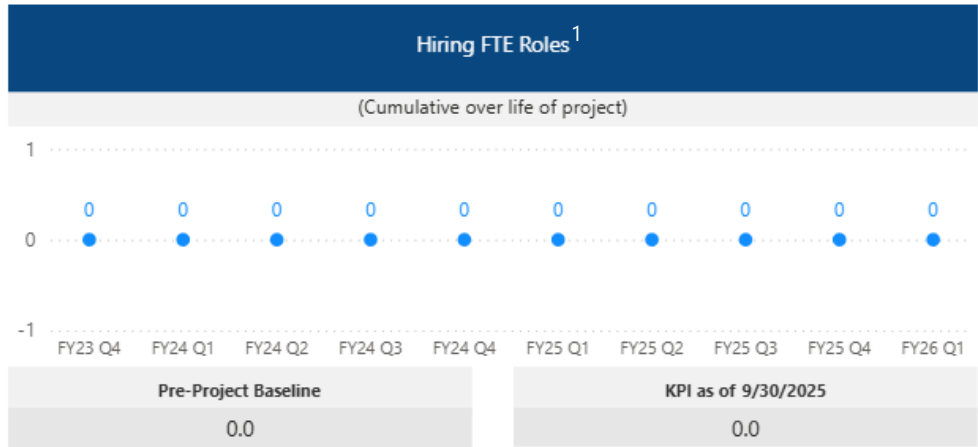 Hiring FTE Roles1
(Cumulative over life of project)
1
0 0 0 0 0 0 0 0 0 0
0
-1
FY23 Q4 FY24 Q1 FY24 Q2 FY24 Q3 FY24 Q4 FY25 Q1 FY25 Q2 FY25 Q3 FY25 Q4 FY26 Q1
Pre-Project Baseline KPI as of 9/30/2025
0.0 0.0